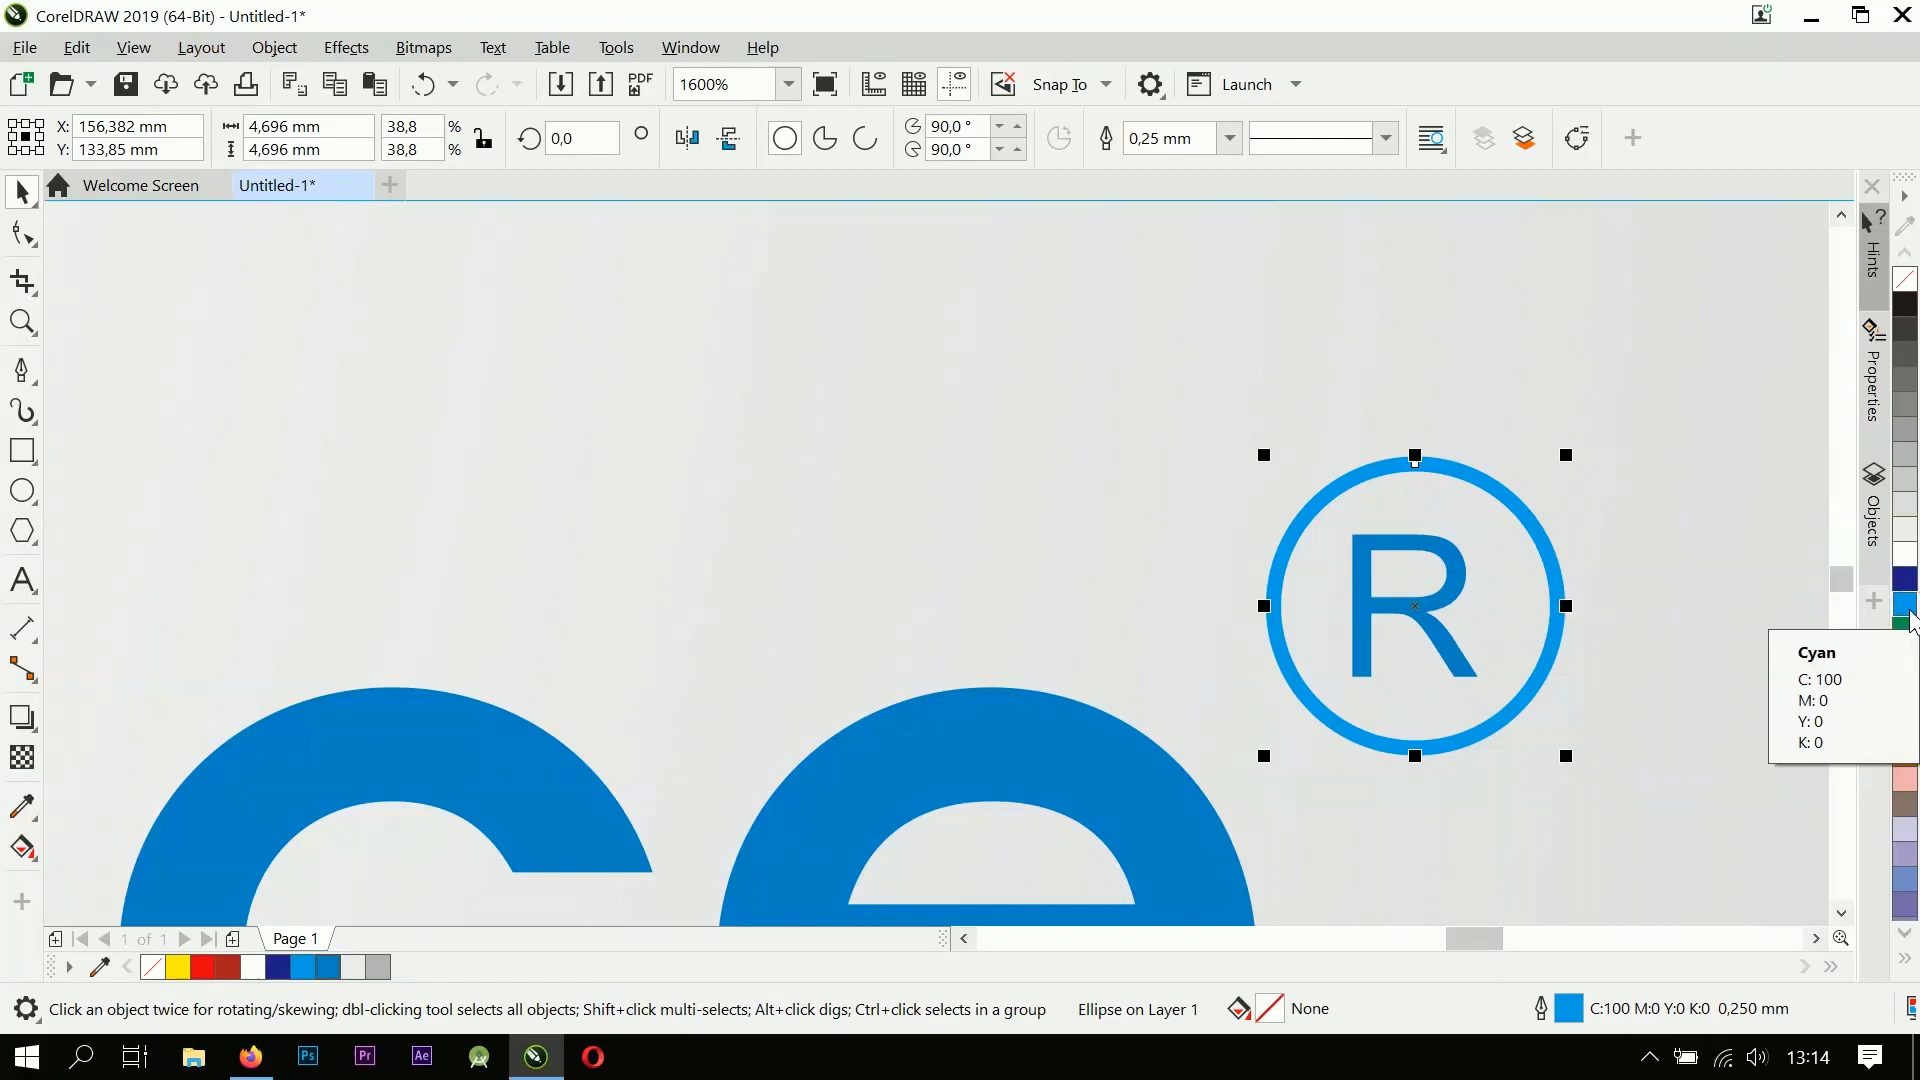 CorelDRAW 2019 (64-Bit) - Untitled-1*
File Edit View Layout Object Effects Bitmaps Text Table Tools Window Help
PDF 1600% Snap To Launch
X: 156,382 mm 4,696 mm 38,8 % 0,0 90,0 ° 0,25 mm
Y: 133,85 mm 4,696 mm 38,8 % 90,0 °
Welcome Screen Untitled-1*
Hints
Properties
Objects
R
ce
Cyan
C: 100
M: 0
Y: 0
K: 0
1 of 1 Page 1
Click an object twice for rotating/skewing; dbl-clicking tool selects all objects; Shift+click multi-selects; Alt+click digs; Ctrl+click selects in a group Ellipse on Layer 1 None C:100 M:0 Y:0 K:0 0,250 mm
Ps Pr Ae 13:14